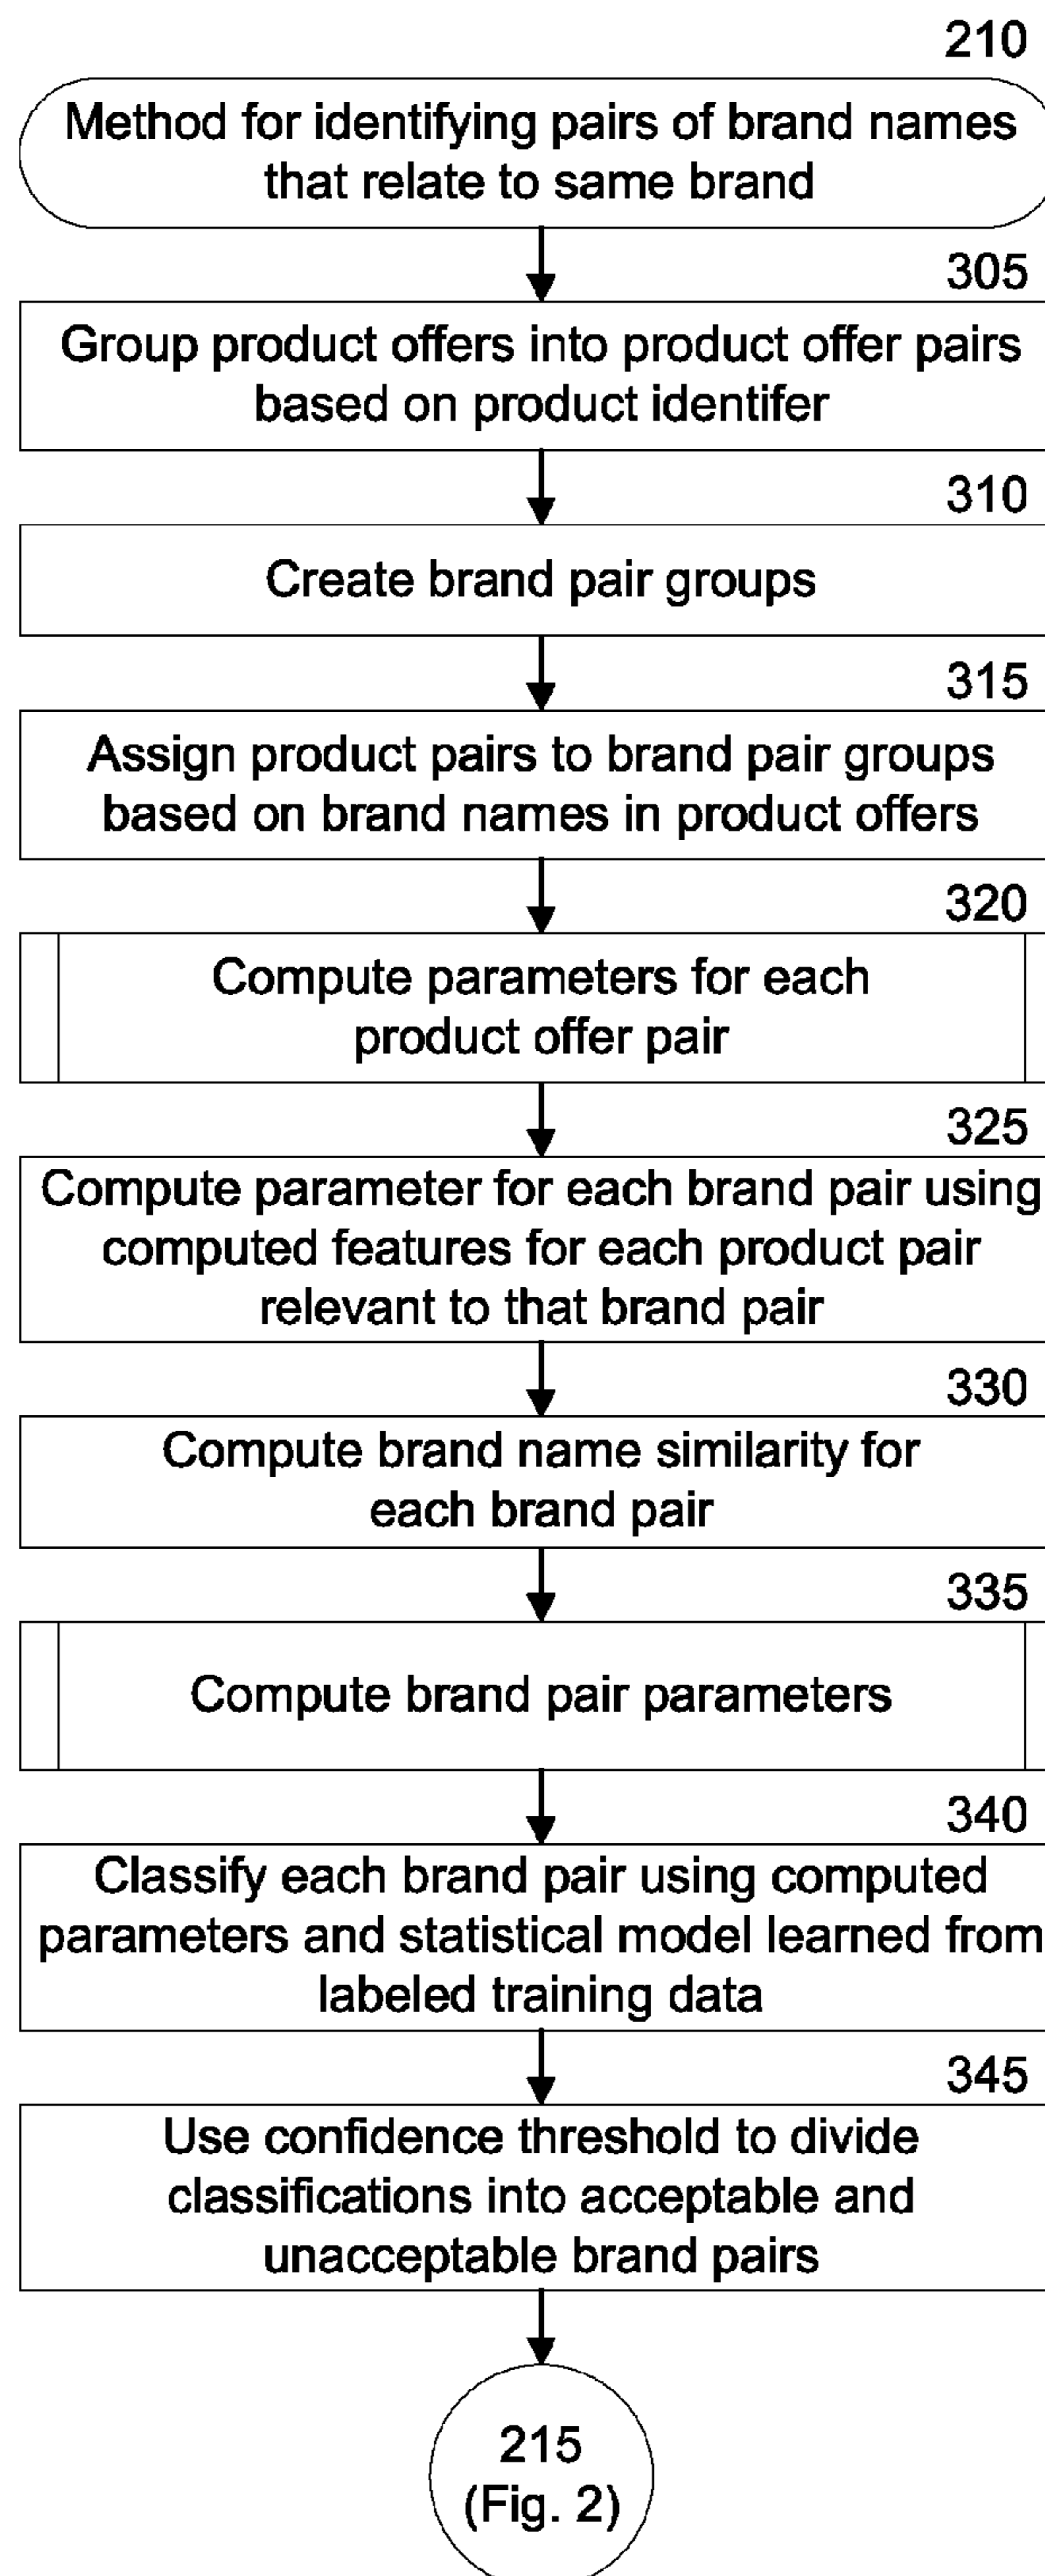 210
Method for identifying pairs of brand names
that relate to same brand
305
Group product offers into product offer pairs
based on product identifer
310
Create brand pair groups
315
Assign product pairs to brand pair groups
based on brand names in product offers
320
Compute parameters for each
product offer pair
325
Compute parameter for each brand pair using
computed features for each product pair
relevant to that brand pair
330
Compute brand name similarity for
each brand pair
335
Compute brand pair parameters
340
Classify each brand pair using computed
parameters and statistical model learned from
labeled training data
345
Use confidence threshold to divide
classifications into acceptable and
unacceptable brand pairs
215
(Fig. 2)